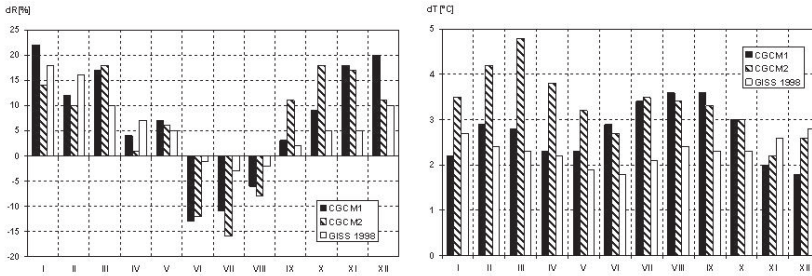 dR[%]
25
20
15
10
5
0
-5
-10
-15
-20
CGCM1
CGCM2
GISS 1998
I II III IV V VI VII VIII IX X XI XII
dT [°C]
5
4
3
2
1
0
CGCM1
CGCM2
GISS 1998
I II III IV V VI VII VIII IX X XI XII